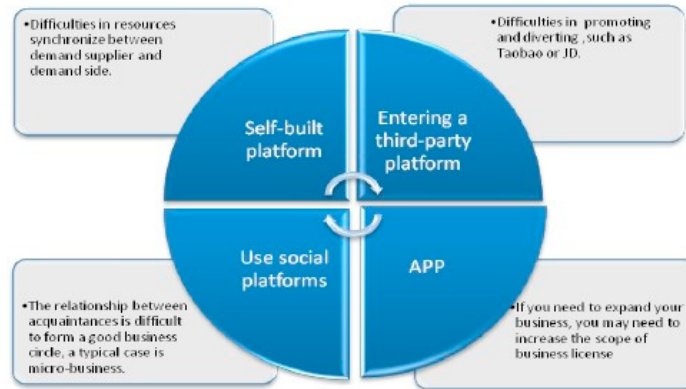 •Difficulties in resources
synchronize between
demand supplier and
demand side.
•Difficulties in promoting
and diverting ,such as
Taobao or JD.
Self-built
platform
Entering a
third-party
platform
Use social
platforms
APP
•The relationship between
acquaintances is difficult
to form a good business
circle, a typical case is
micro-business.
•If you need to expand your
business, you may need to
increase the scope of
business license